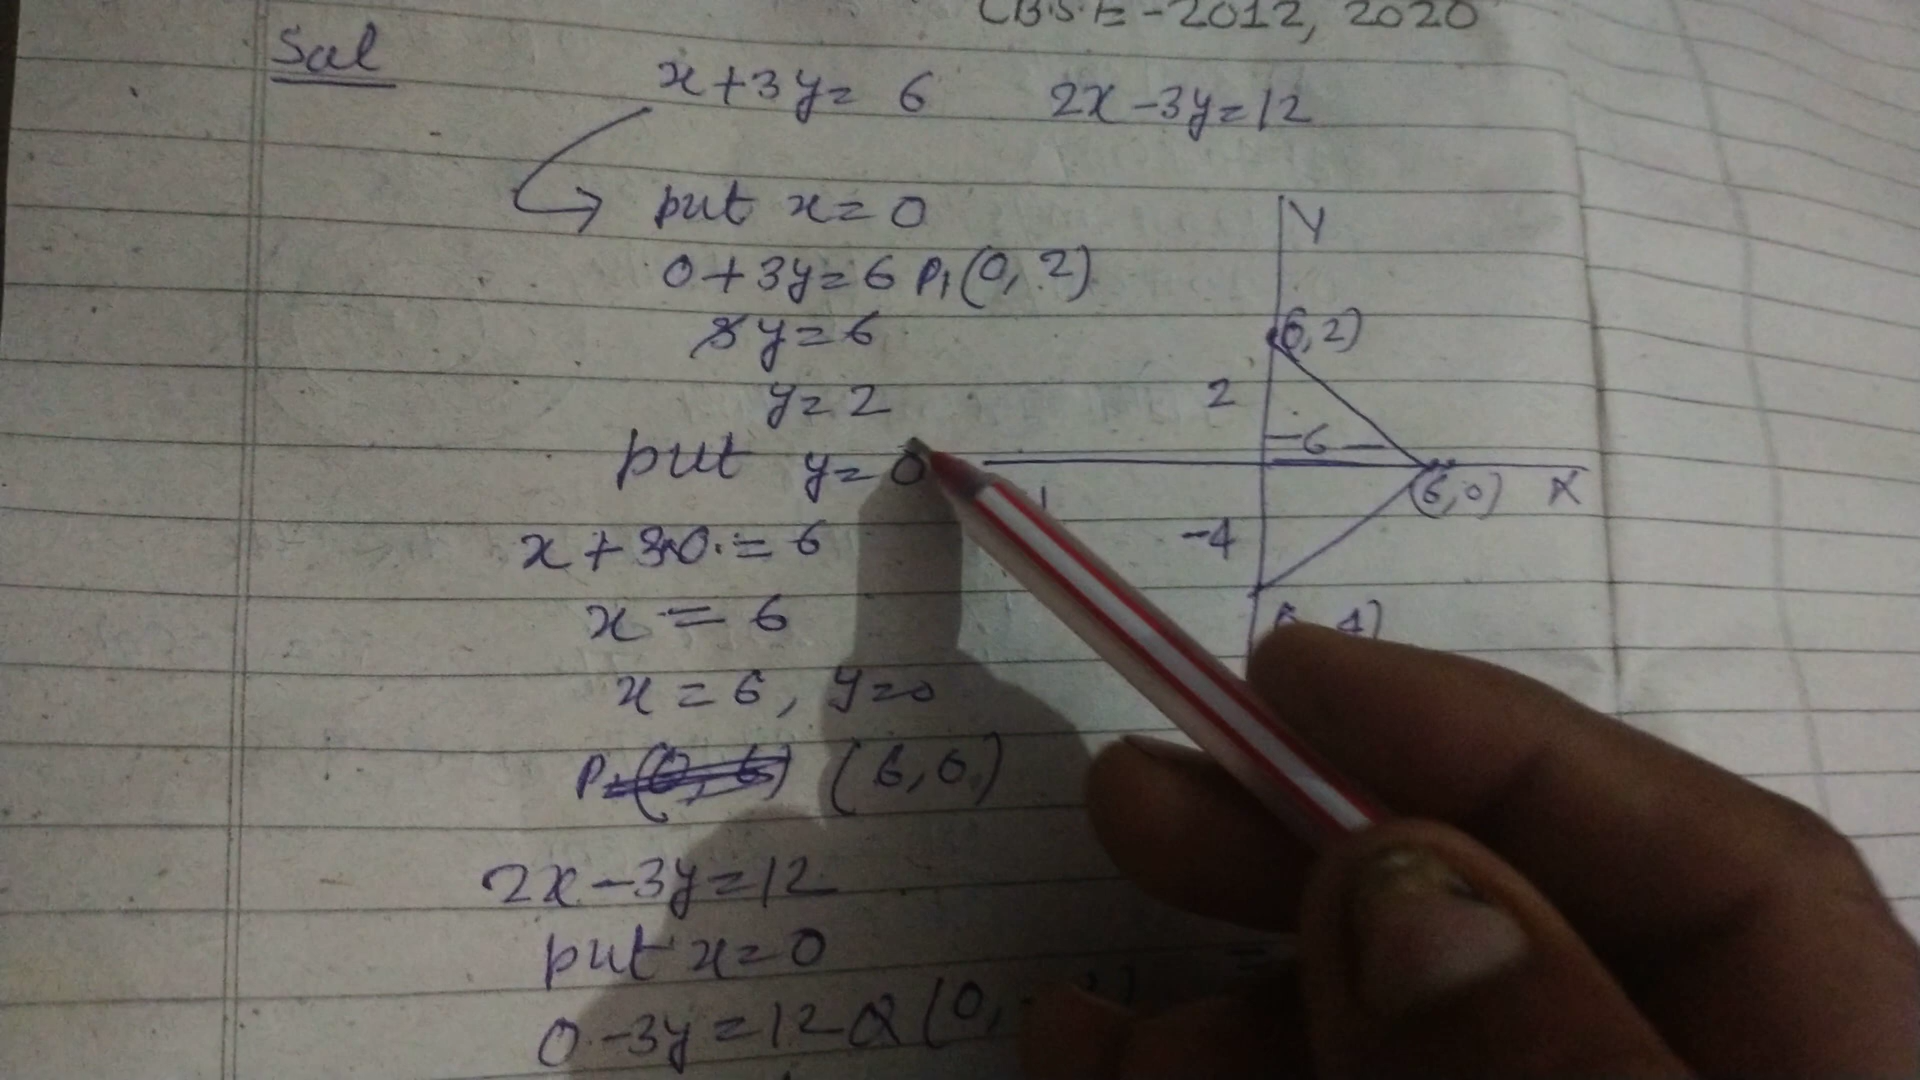 C.B.S.E - 2012, 2020
Sol
x + 3y = 6 2x - 3y = 12
put x = 0
0 + 3y = 6 P1 (0, 2)
3y = 6
y = 2
put y = 0
x + 3×0 = 6
x = 6
x = 6, y = 0
(6, 0)
2x - 3y = 12
put x = 0
0 - 3y = 12 Q (0,
Y
(0, 2)
2
6
(6, 0) X
-4